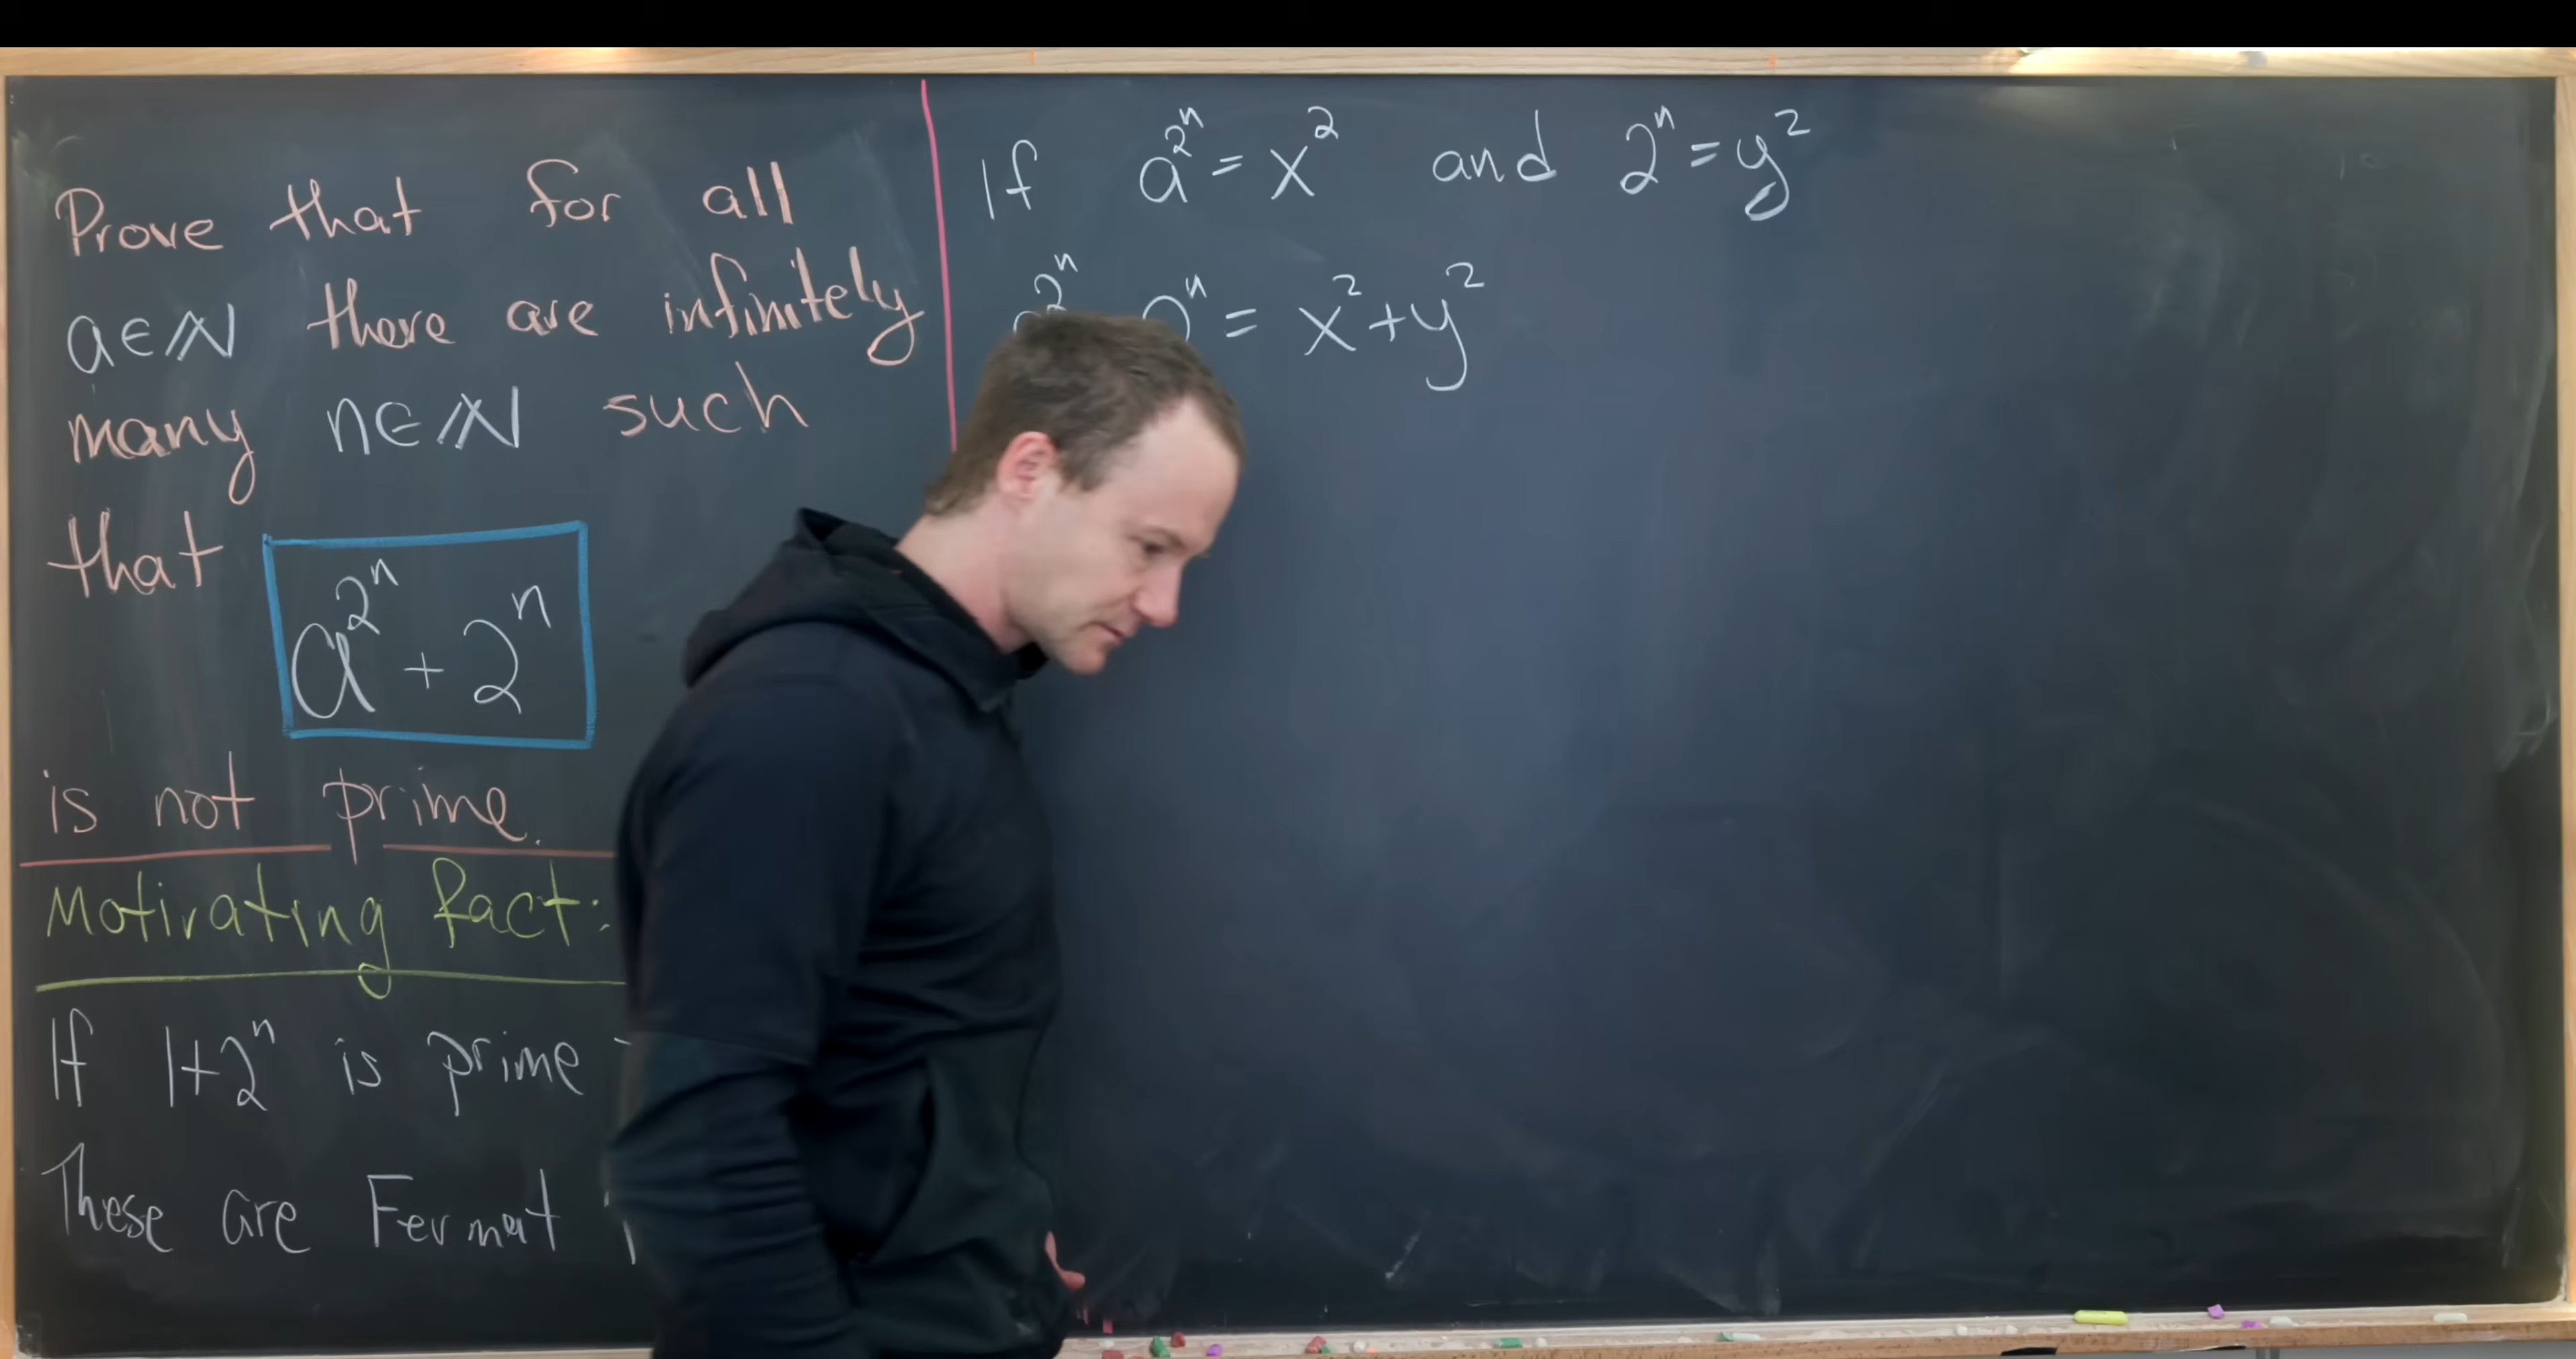 Prove that for all
a∈ℕ there are infinitely
many n∈ℕ such
that a^{2^n} + 2^n
is not prime.
Motivating fact:
If 1+2^n is prime
These are Fermat
If a^{2^n} = x^2 and 2^n = y^2
= x^2 + y^2